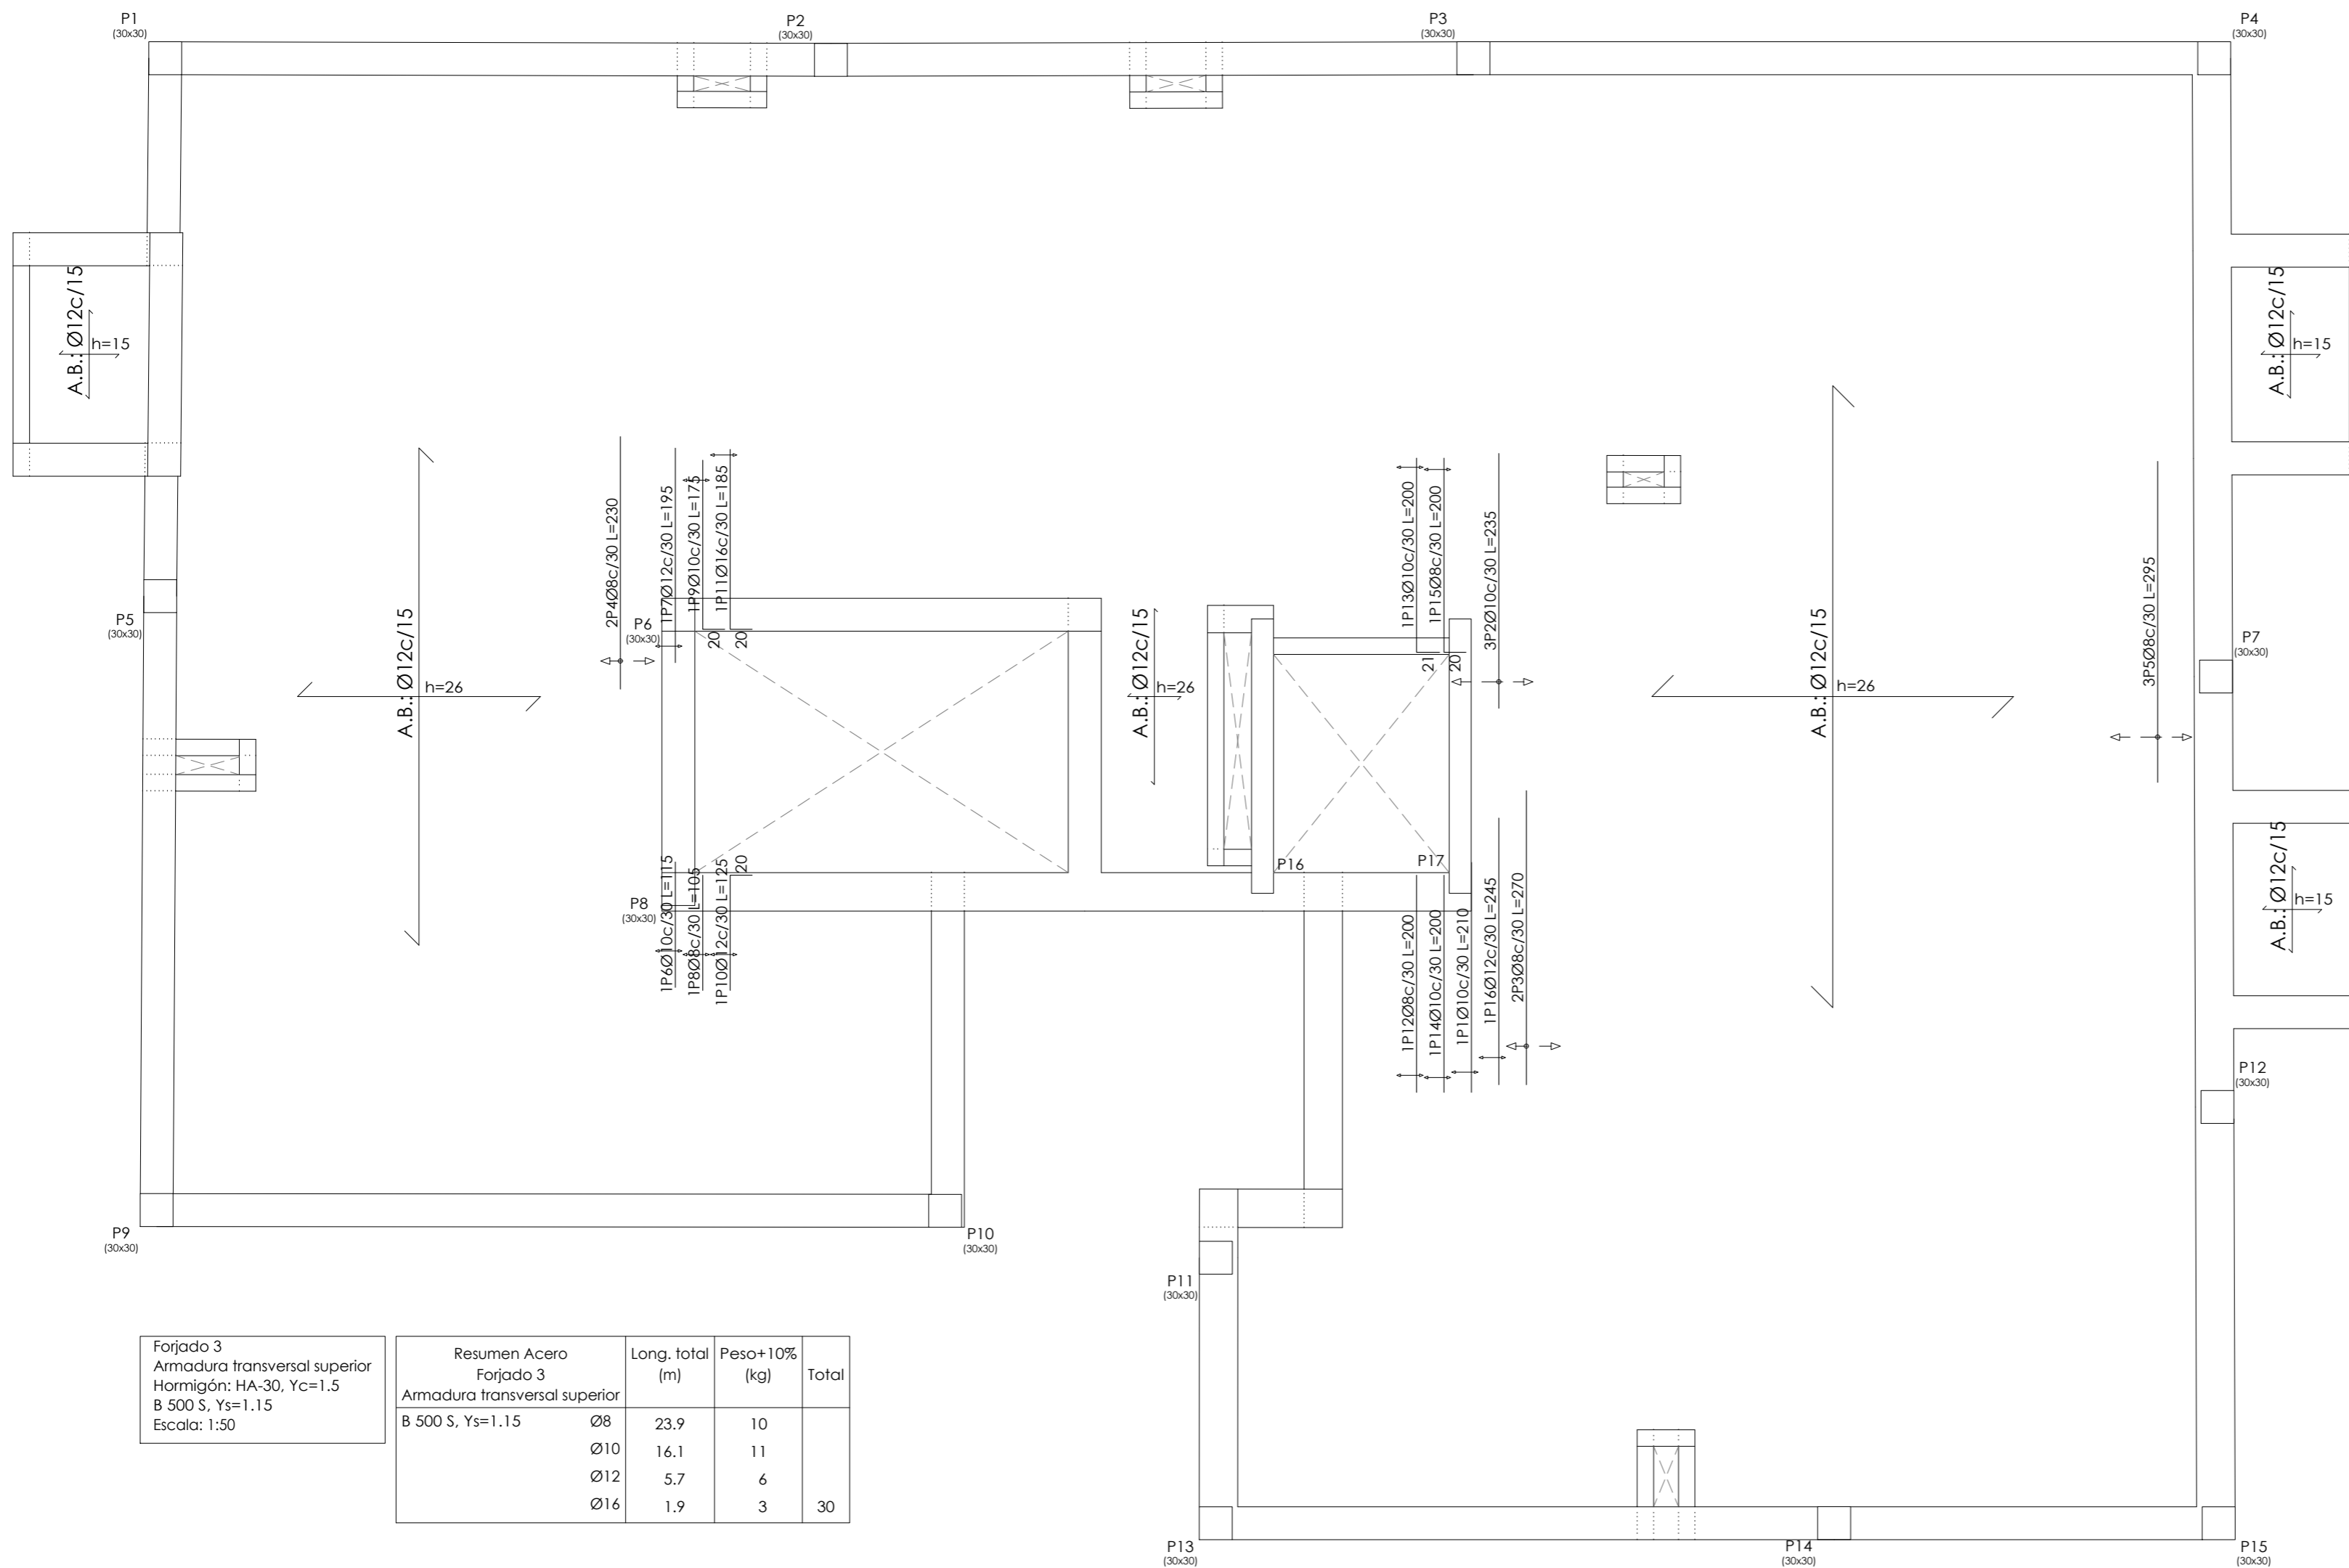 P1
(30x30)
P2
(30x30)
P3
(30x30)
P4
(30x30)
A.B.: Ø12c/15
h=15
A.B.: Ø12c/15
h=15
2P4Ø8c/30 L=230
1P7Ø12c/30 L=195
1P9Ø10c/30 L=175
1P11Ø16c/30 L=185
1P13Ø10c/30 L=200
1P15Ø8c/30 L=200
3P2Ø10c/30 L=235
3P5Ø8c/30 L=295
P5
(30x30)
P6
(30x30)
20
20
21
20
P7
(30x30)
A.B.: Ø12c/15
h=26
A.B.: Ø12c/15
h=26
A.B.: Ø12c/15
h=26
P8
(30x30)
20
P16
P17
1P6Ø10c/30 L=115
1P8Ø8c/30 L=105
1P10Ø12c/30 L=125
1P12Ø8c/30 L=200
1P14Ø10c/30 L=200
1P1Ø10c/30 L=210
1P16Ø12c/30 L=245
2P3Ø8c/30 L=270
A.B.: Ø12c/15
h=15
P12
(30x30)
P9
(30x30)
P10
(30x30)
P11
(30x30)
Forjado 3
Armadura transversal superior
Hormigón: HA-30, Yc=1.5
B 500 S, Ys=1.15
Escala: 1:50
Resumen Acero
Forjado 3
Armadura transversal superior
Long. total
(m)
Peso+10%
(kg)
Total
B 500 S, Ys=1.15 Ø8 23.9 10
Ø10 16.1 11
Ø12 5.7 6
Ø16 1.9 3 30
P13
(30x30)
P14
(30x30)
P15
(30x30)